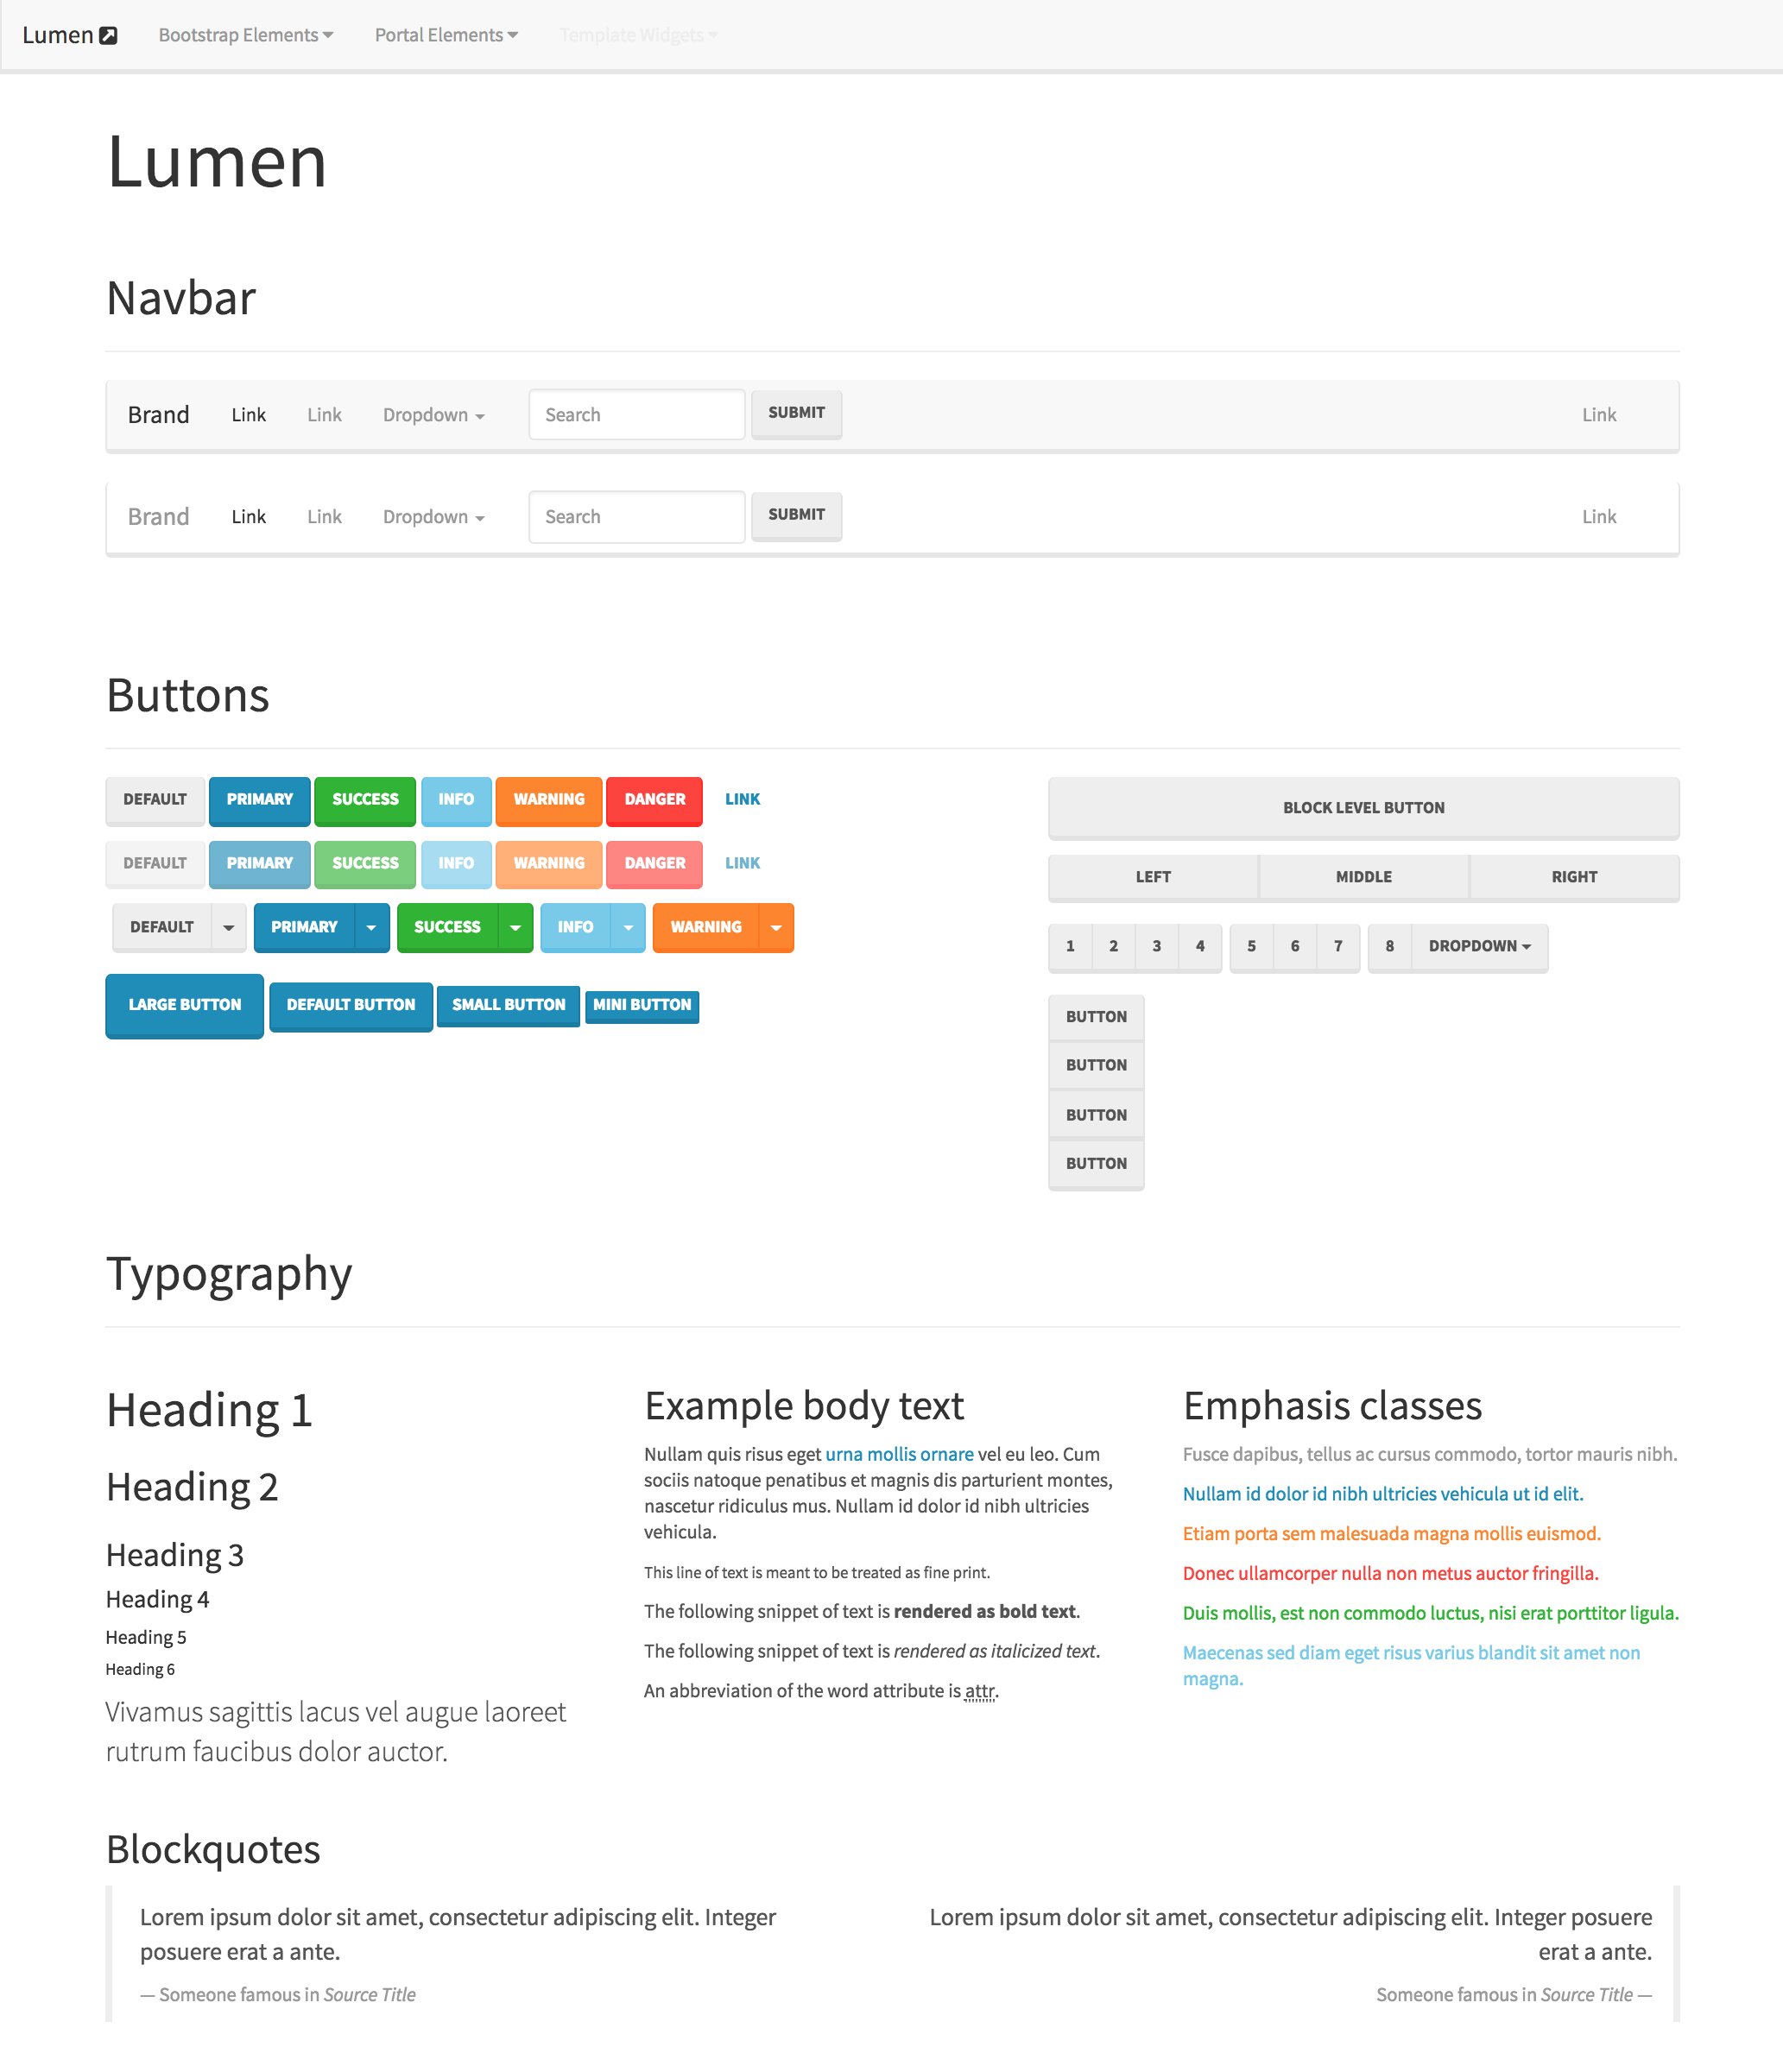 Lumen
Bootstrap Elements
Portal Elements
Template Widgets
Lumen
Navbar
Brand Link Link Dropdown Search SUBMIT Link
Brand Link Link Dropdown Search SUBMIT Link
Buttons
DEFAULT PRIMARY SUCCESS INFO WARNING DANGER LINK
DEFAULT PRIMARY SUCCESS INFO WARNING DANGER LINK
DEFAULT PRIMARY SUCCESS INFO WARNING
LARGE BUTTON DEFAULT BUTTON SMALL BUTTON MINI BUTTON
BLOCK LEVEL BUTTON
LEFT MIDDLE RIGHT
1 2 3 4 5 6 7 8 DROPDOWN
BUTTON
BUTTON
BUTTON
BUTTON
Typography
Heading 1
Heading 2
Heading 3
Heading 4
Heading 5
Heading 6
Vivamus sagittis lacus vel augue laoreet
rutrum faucibus dolor auctor.
Example body text
Nullam quis risus eget urna mollis ornare vel eu leo. Cum
sociis natoque penatibus et magnis dis parturient montes,
nascetur ridiculus mus. Nullam id dolor id nibh ultricies
vehicula.
This line of text is meant to be treated as fine print.
The following snippet of text is rendered as bold text.
The following snippet of text is rendered as italicized text.
An abbreviation of the word attribute is attr.
Emphasis classes
Fusce dapibus, tellus ac cursus commodo, tortor mauris nibh.
Nullam id dolor id nibh ultricies vehicula ut id elit.
Etiam porta sem malesuada magna mollis euismod.
Donec ullamcorper nulla non metus auctor fringilla.
Duis mollis, est non commodo luctus, nisi erat porttitor ligula.
Maecenas sed diam eget risus varius blandit sit amet non
magna.
Blockquotes
Lorem ipsum dolor sit amet, consectetur adipiscing elit. Integer
posuere erat a ante.
— Someone famous in Source Title
Lorem ipsum dolor sit amet, consectetur adipiscing elit. Integer posuere
erat a ante.
Someone famous in Source Title —